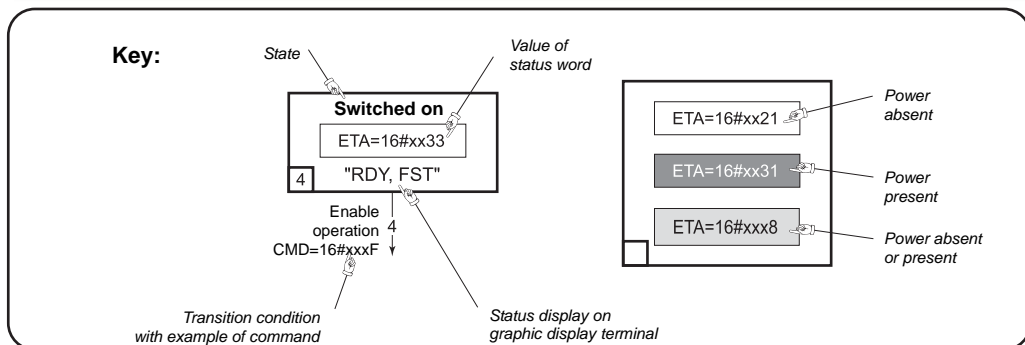 Key:
State
Value of
status word
Switched on
ETA=16#xx33
4
"RDY, FST"
Enable
operation
4
CMD=16#xxxF
Transition condition
with example of command
Status display on
graphic display terminal
ETA=16#xx21
Power
absent
ETA=16#xx31
Power
present
ETA=16#xxx8
Power absent
or present